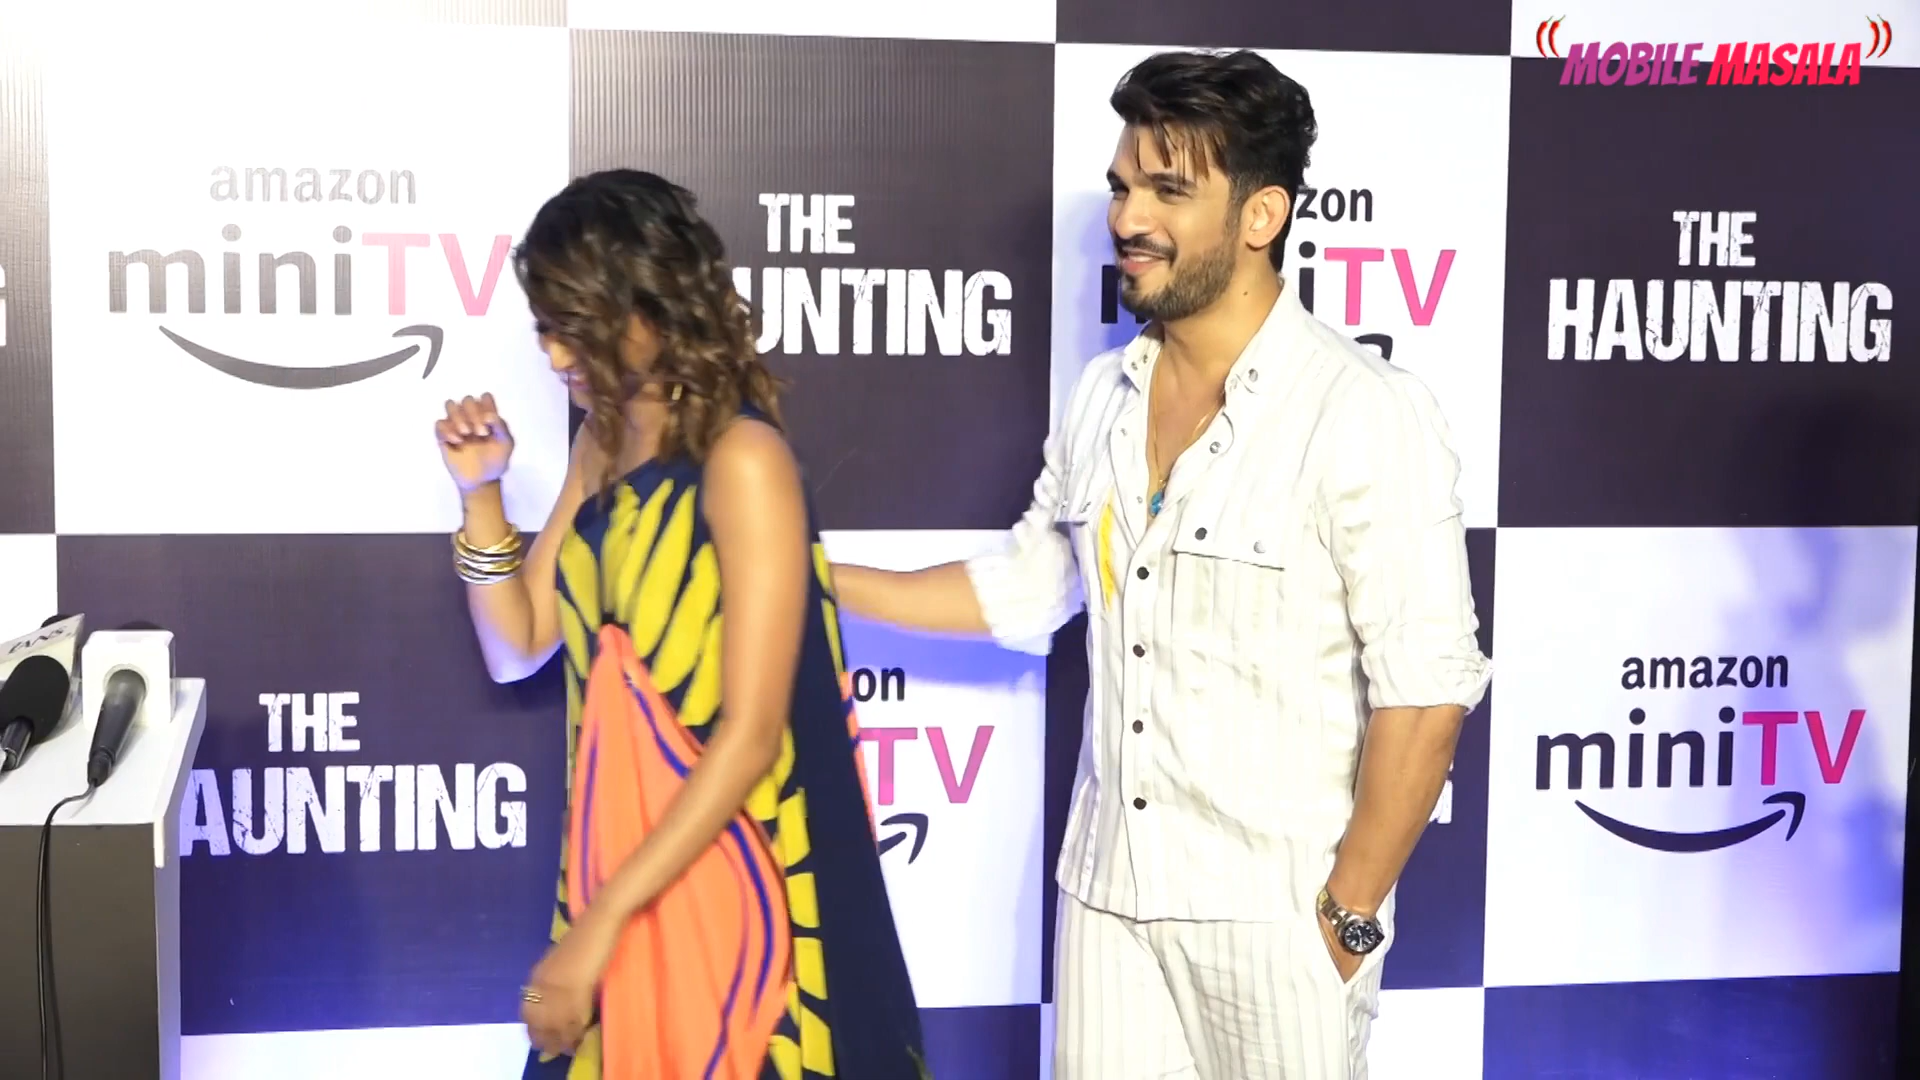 MOBILE MASALA
amazon
miniTV
THE
UNTING
zon
iTV
THE
HAUNTING
THE
AUNTING
on
TV
amazon
miniTV